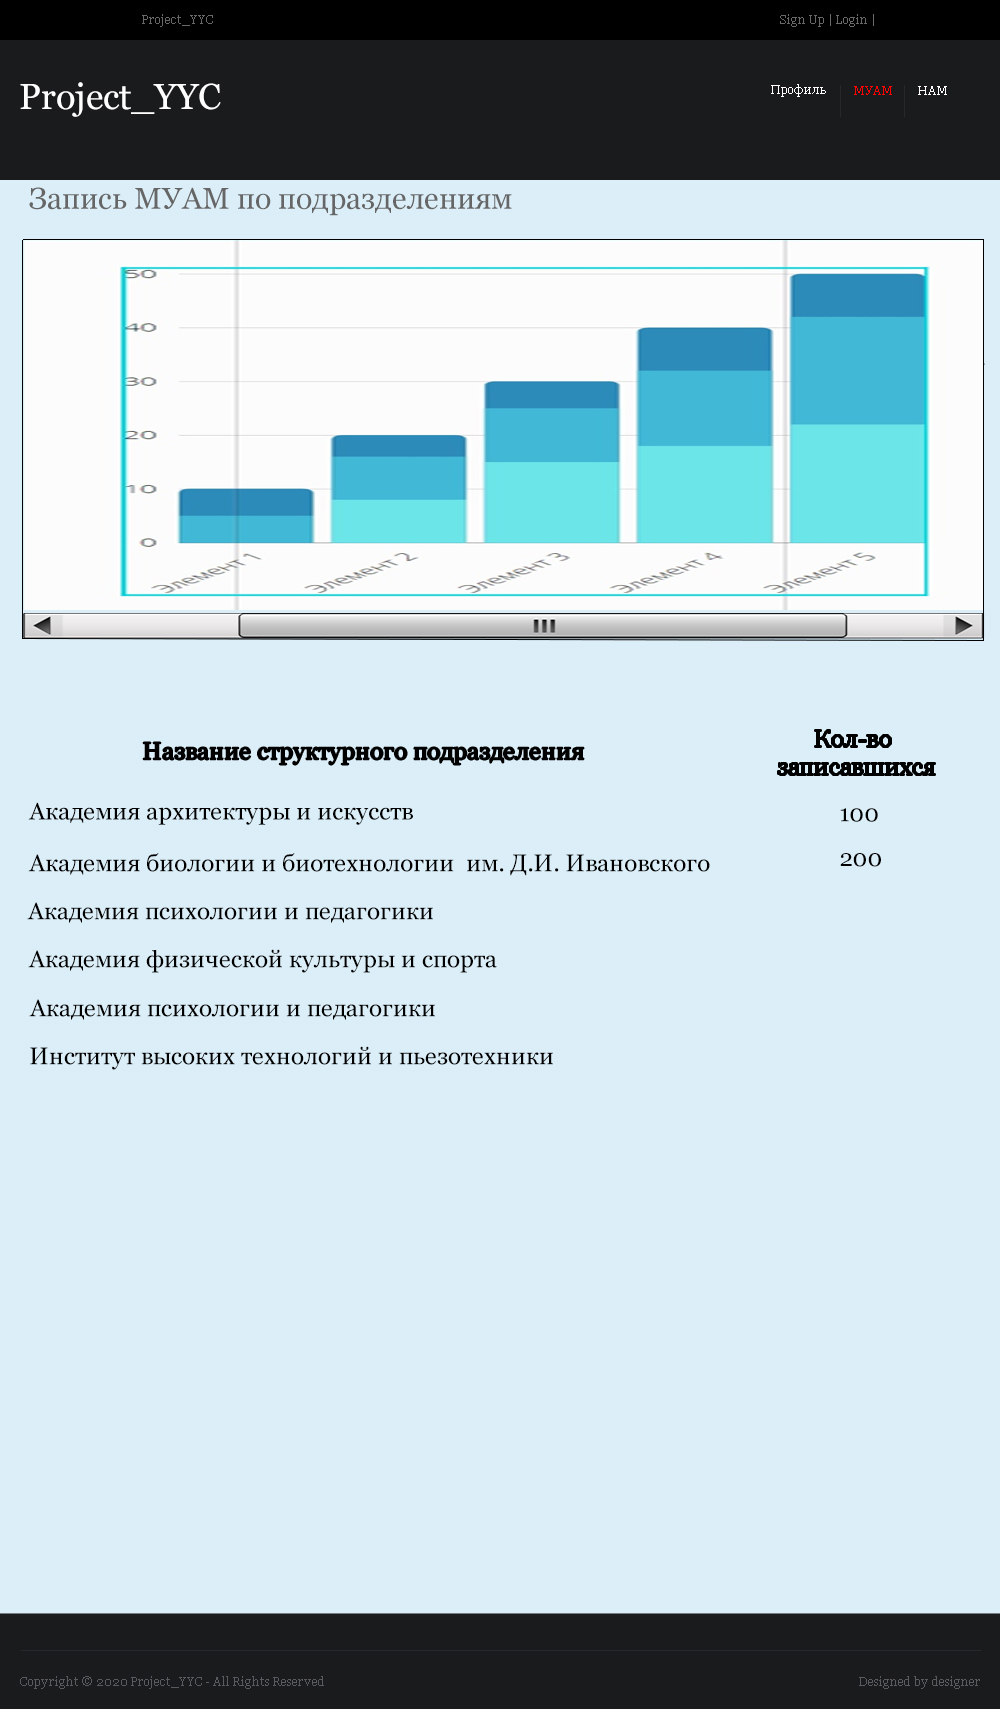 Project_YYC
Sign Up | Login |
Project_YYC
Профиль
МУАМ
НАМ
Запись МУАМ по подразделениям
50
40
30
20
10
0
Элемент 1
Элемент 2
Элемент 3
Элемент 4
Элемент 5
Название структурного подразделения
Кол-во
записавшихся
Академия архитектуры и искусств
100
Академия биологии и биотехнологии им. Д.И. Ивановского
200
Академия психологии и педагогики
Академия физической культуры и спорта
Академия психологии и педагогики
Институт высоких технологий и пьезотехники
Copyright © 2020 Project_YYC - All Rights Reserved
Designed by designer